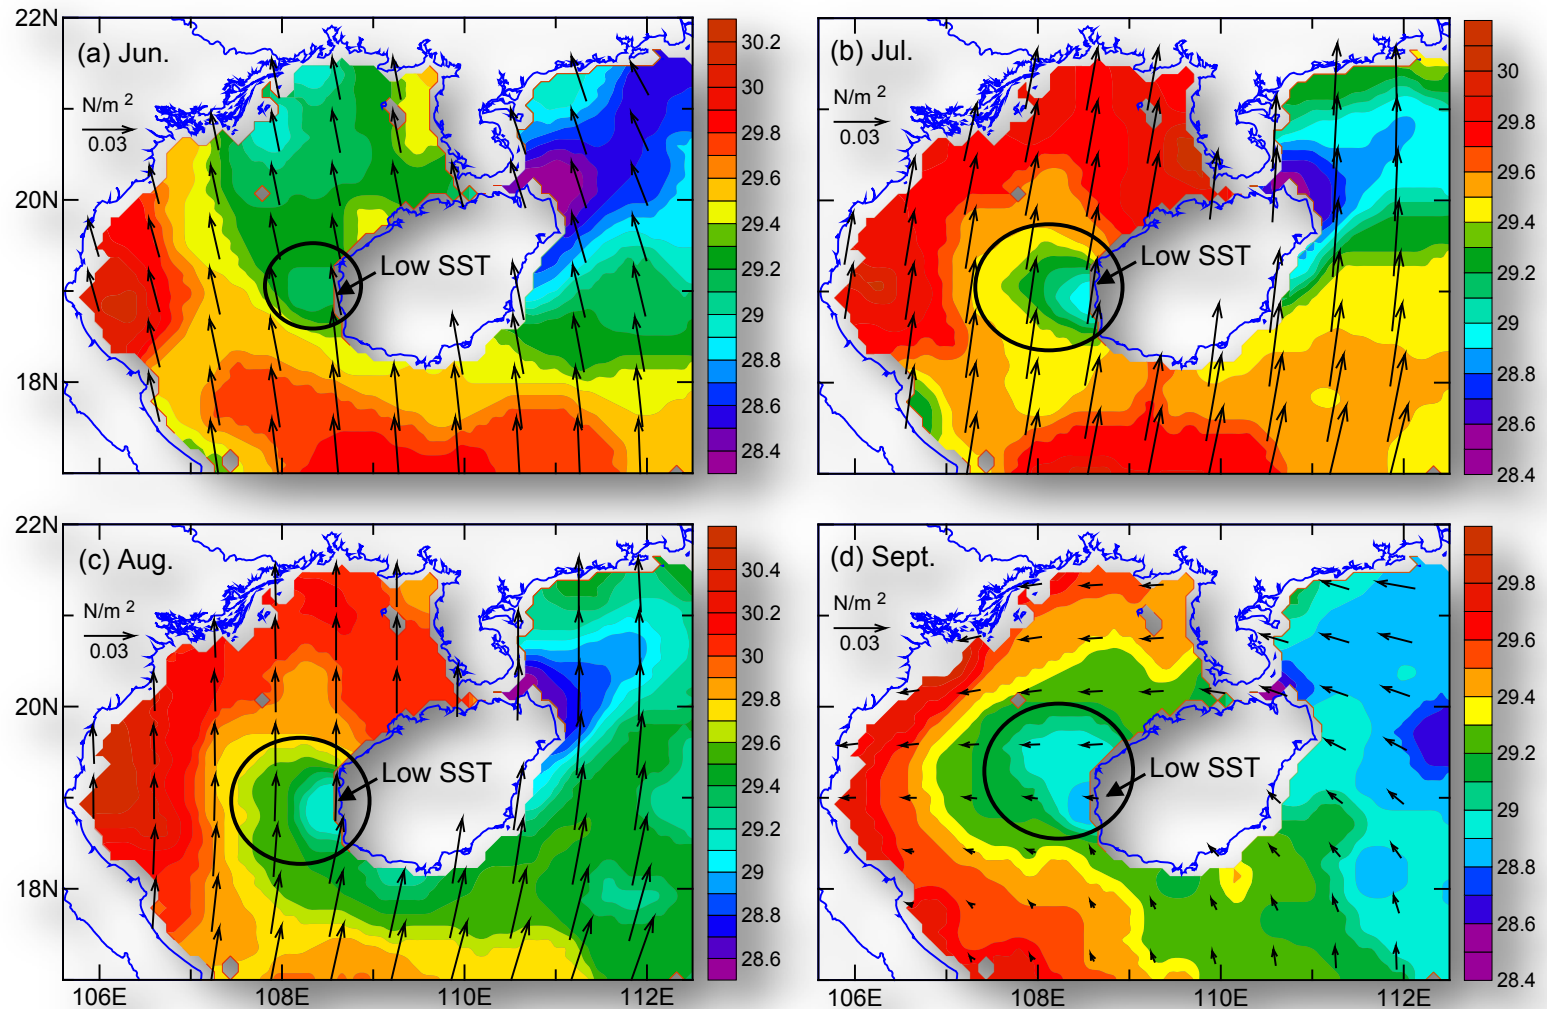 22N
20N
18N
(a) Jun.
N/m 2
0.03
Low SST
30.2
30
29.8
29.6
29.4
29.2
29
28.8
28.6
28.4
(b) Jul.
N/m 2
0.03
Low SST
30
29.8
29.6
29.4
29.2
29
28.8
28.6
28.4
22N
20N
18N
(c) Aug.
N/m 2
0.03
Low SST
30.4
30.2
30
29.8
29.6
29.4
29.2
29
28.8
28.6
106E 108E 110E 112E
(d) Sept.
N/m 2
0.03
Low SST
29.8
29.6
29.4
29.2
29
28.8
28.6
28.4
106E 108E 110E 112E